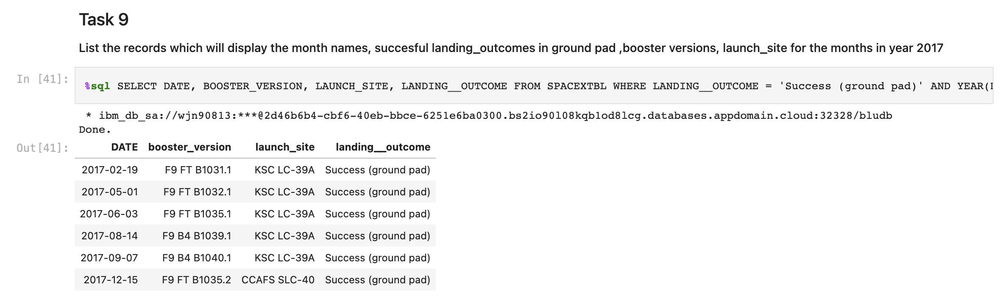 Task 9
List the records which will display the month names, succesful landing_outcomes in ground pad ,booster versions, launch_site for the months in year 2017
In [41]:
%sql SELECT DATE, BOOSTER_VERSION, LAUNCH_SITE, LANDING__OUTCOME FROM SPACEXTBL WHERE LANDING__OUTCOME = 'Success (ground pad)' AND YEAR(
* ibm_db_sa://wjn90813:***@2d46b6b4-cbf6-40eb-bbce-6251e6ba0300.bs2io90l08kqb1od8lcg.databases.appdomain.cloud:32328/bludb
Done.
Out[41]:
DATE booster_version launch_site landing__outcome
2017-02-19 F9 FT B1031.1 KSC LC-39A Success (ground pad)
2017-05-01 F9 FT B1032.1 KSC LC-39A Success (ground pad)
2017-06-03 F9 FT B1035.1 KSC LC-39A Success (ground pad)
2017-08-14 F9 B4 B1039.1 KSC LC-39A Success (ground pad)
2017-09-07 F9 B4 B1040.1 KSC LC-39A Success (ground pad)
2017-12-15 F9 FT B1035.2 CCAFS SLC-40 Success (ground pad)